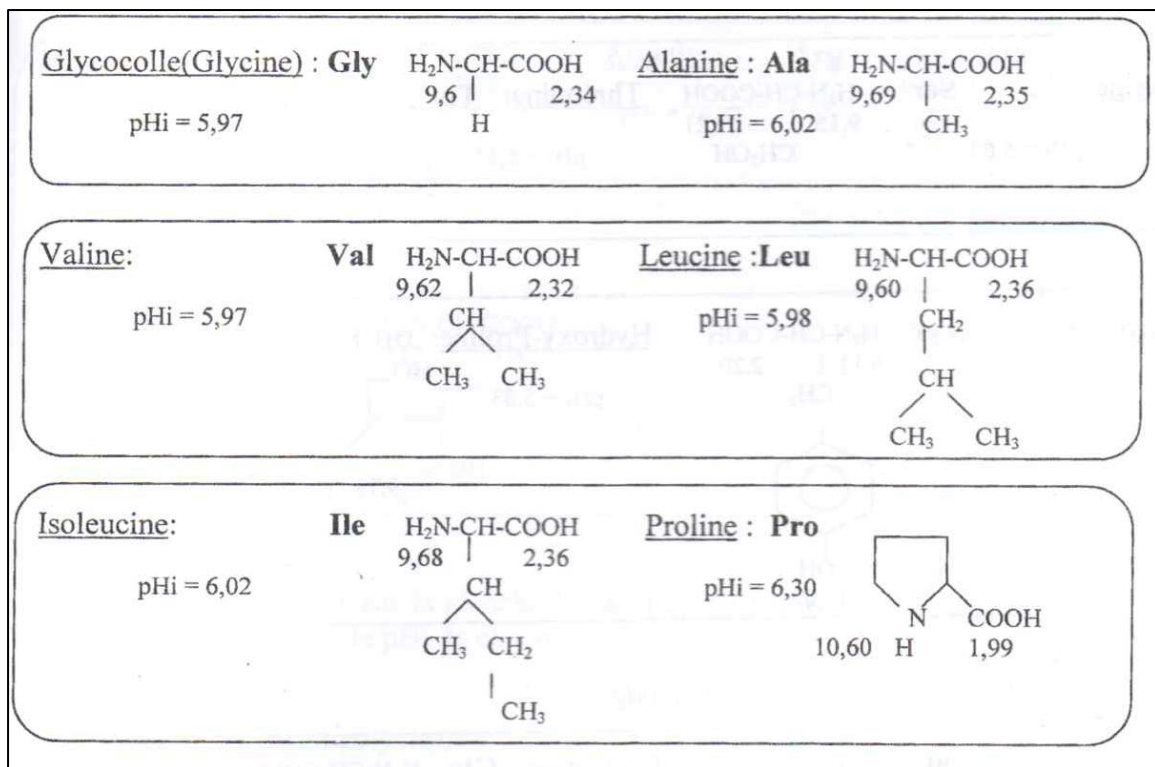 Glycocolle(Glycine) : Gly H₂N-CH-COOH Alanine : Ala H₂N-CH-COOH
9,6 2,34 9,69 2,35
pHi = 5,97 H pHi = 6,02 CH₃
Valine: Val H₂N-CH-COOH Leucine :Leu H₂N-CH-COOH
9,62 2,32 9,60 2,36
pHi = 5,97 CH pHi = 5,98 CH₂
CH₃ CH₃ CH
CH₃ CH₃
Isoleucine: Ile H₂N-CH-COOH Proline : Pro
9,68 2,36
pHi = 6,02 CH pHi = 6,30
N COOH
CH₃ CH₂ 10,60 H 1,99
CH₃